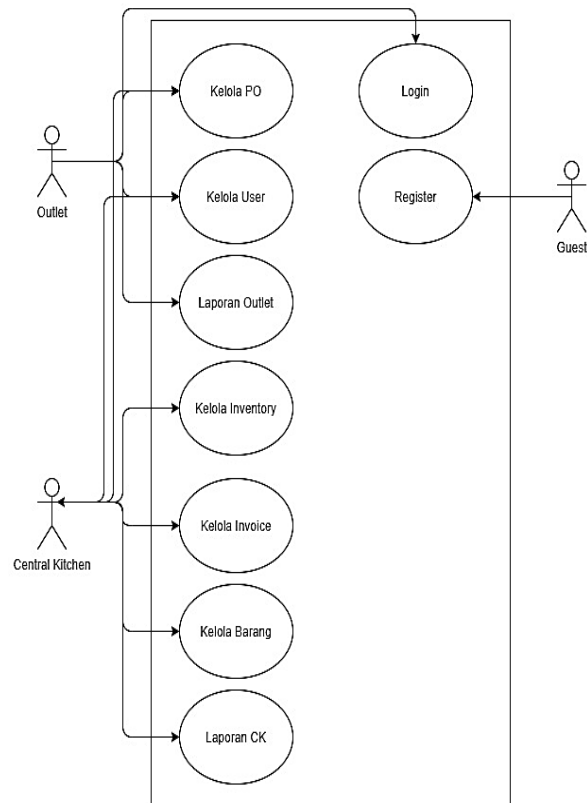 Kelola PO
Login
Outlet
Kelola User
Register
Guest
Laporan Outlet
Kelola Inventory
Central Kitchen
Kelola Invoice
Kelola Barang
Laporan CK